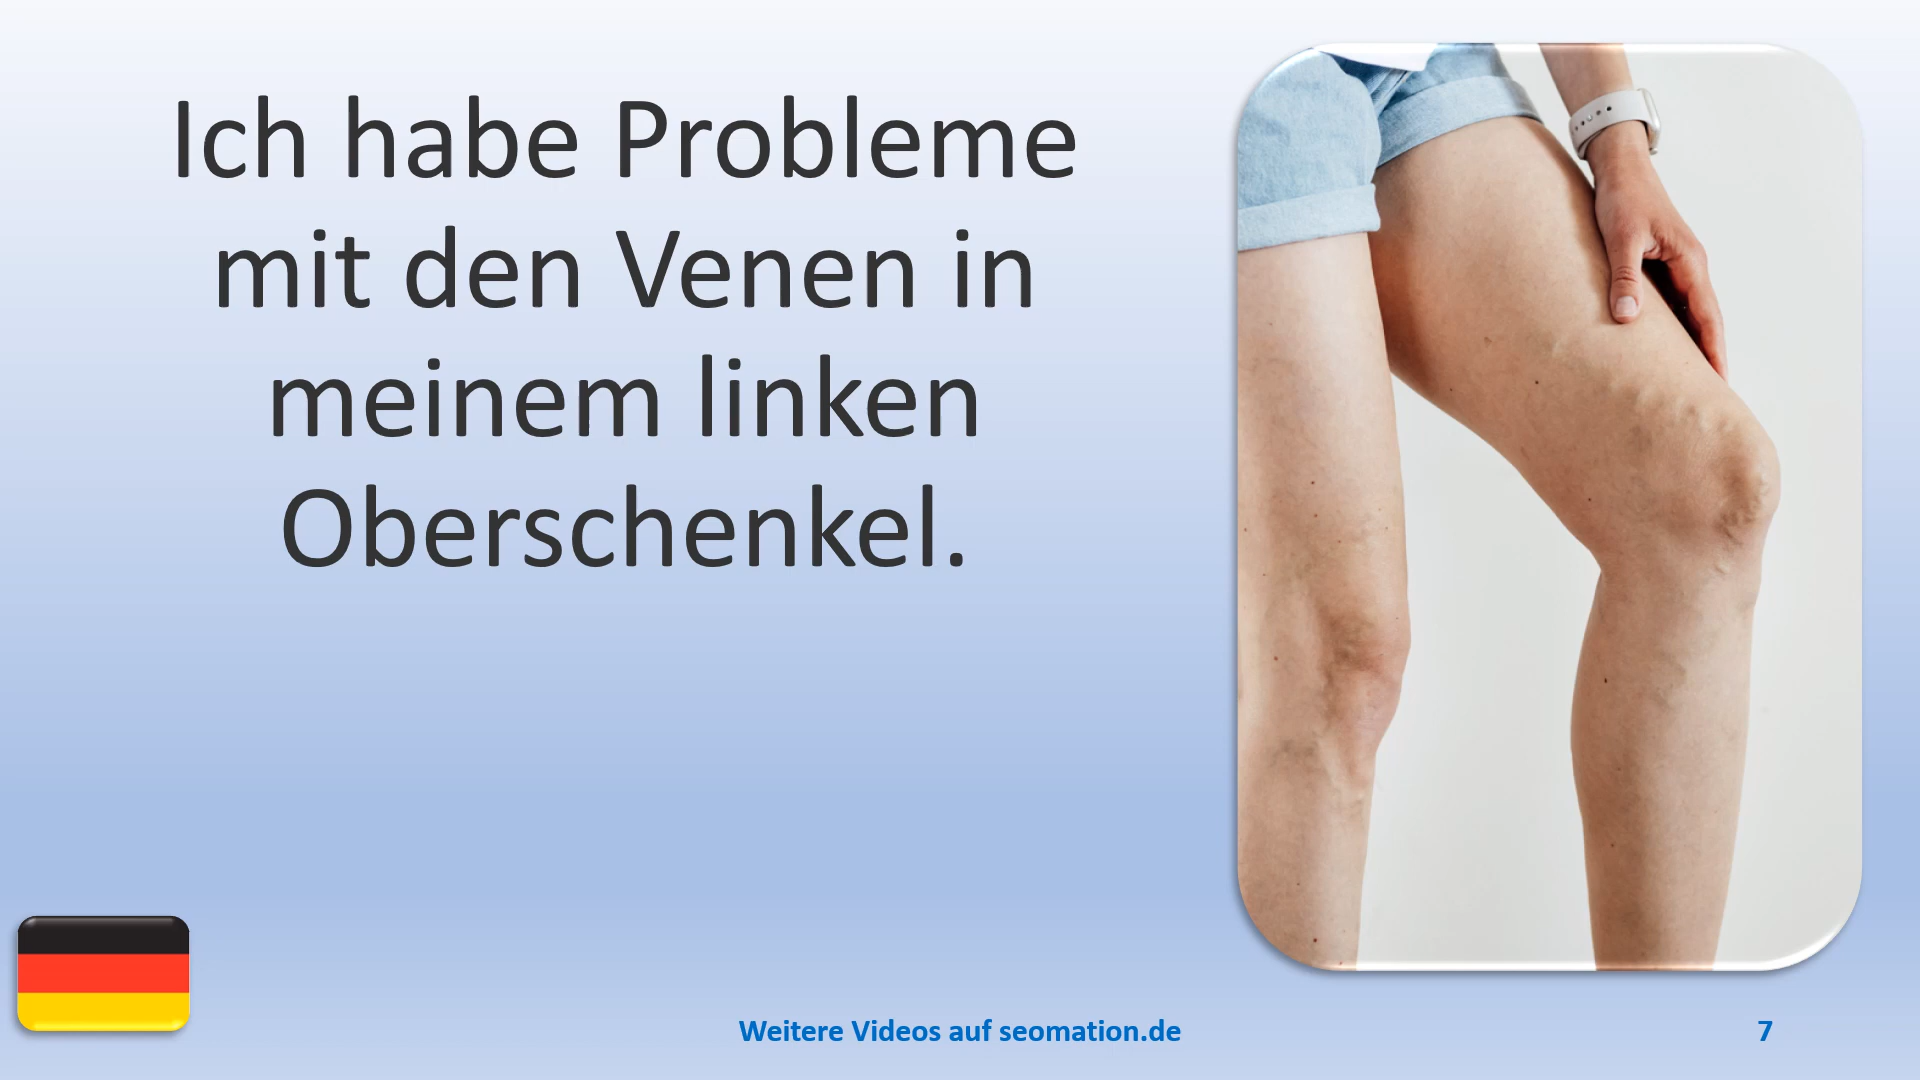 Ich habe Probleme
mit den Venen in
meinem linken
Oberschenkel.
Weitere Videos auf seomation.de
7